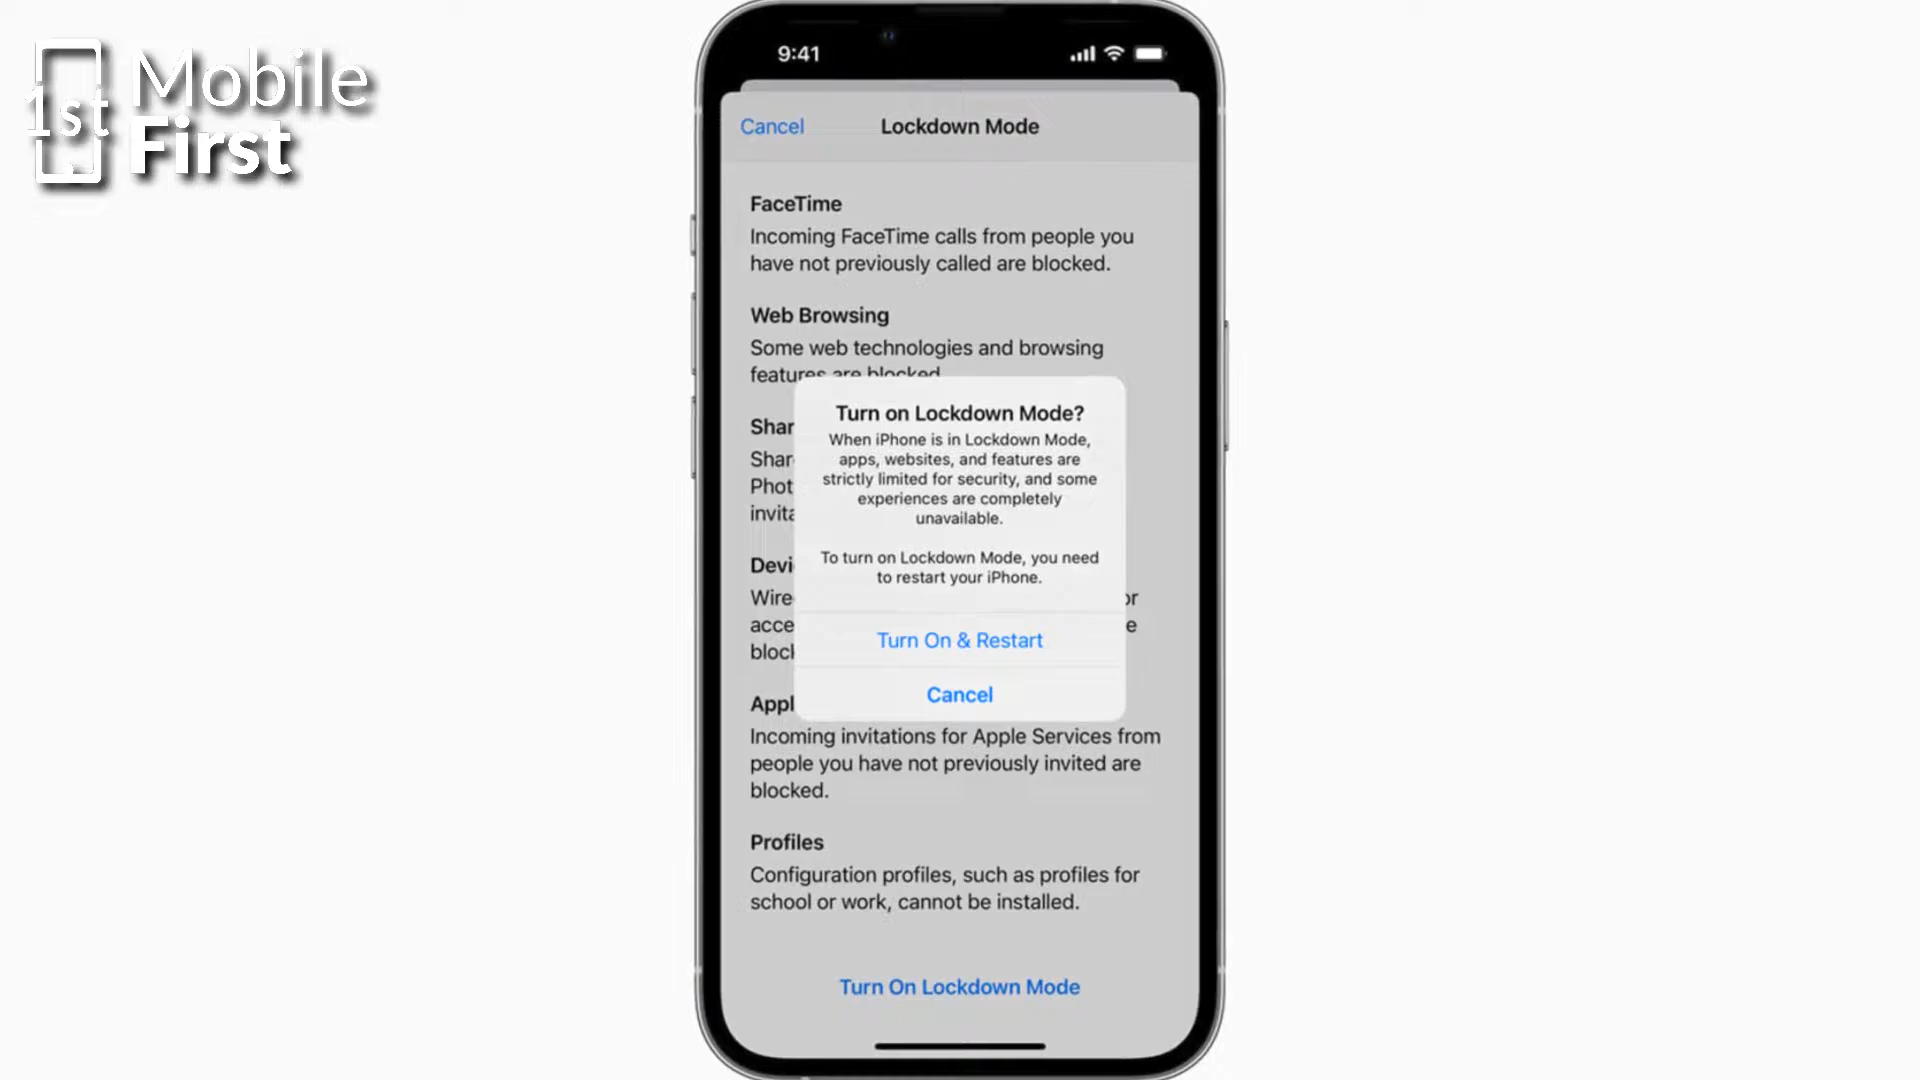 1st
Mobile
First
9:41
Cancel
Lockdown Mode
FaceTime
Incoming FaceTime calls from people you
have not previously called are blocked.
Web Browsing
Some web technologies and browsing
features are blocked
Turn on Lockdown Mode?
When iPhone is in Lockdown Mode,
apps, websites, and features are
strictly limited for security, and some
experiences are completely
unavailable.
To turn on Lockdown Mode, you need
to restart your iPhone.
Turn On & Restart
Cancel
Incoming invitations for Apple Services from
people you have not previously invited are
blocked.
Profiles
Configuration profiles, such as profiles for
school or work, cannot be installed.
Turn On Lockdown Mode